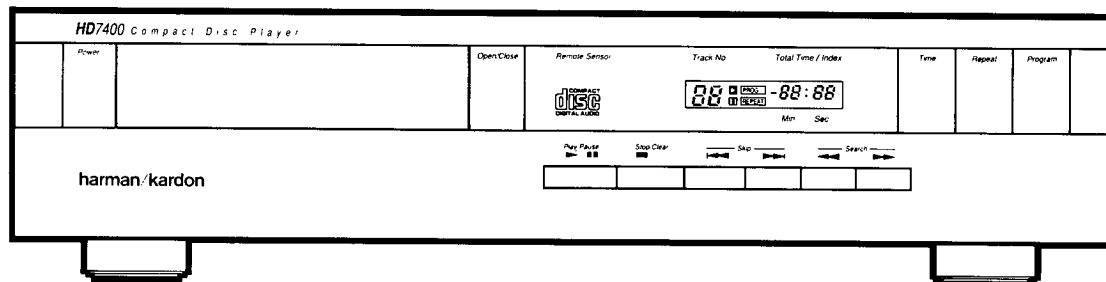 HD7400 Compact Disc Player
Power
Open/Close
Remote Sensor
Track No
Total Time / Index
Time
Repeat
Program
COMPACT
disc
DIGITAL AUDIO
88
PROG
REPEAT
-88:88
Min Sec
Play Pause
Stop Clear
Skip
Search
harman/kardon